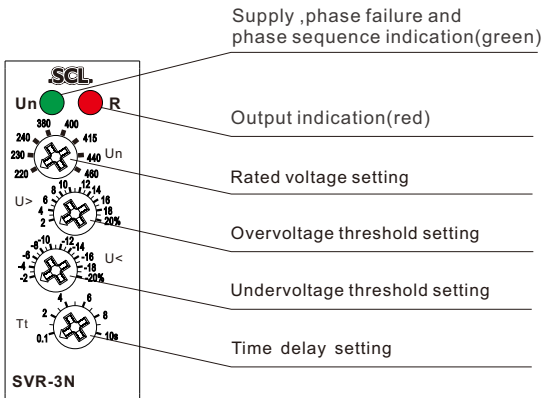 Supply ,phase failure and
phase sequence indication(green)
.SCL.
Un R
Output indication(red)
380 400
240 415
230 440 Un
220 460
Rated voltage setting
U> 2 4 6 8 10 12 14 16 18 20%
Overvoltage threshold setting
-2 -4 -6 -8 -10 -12 -14 -16 -18 -20% U<
Undervoltage threshold setting
Tt 0.1 2 4 6 8 10s
Time delay setting
SVR-3N